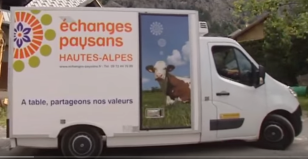 échanges
paysans
HAUTES-ALPES
A table, partageons nos valeurs